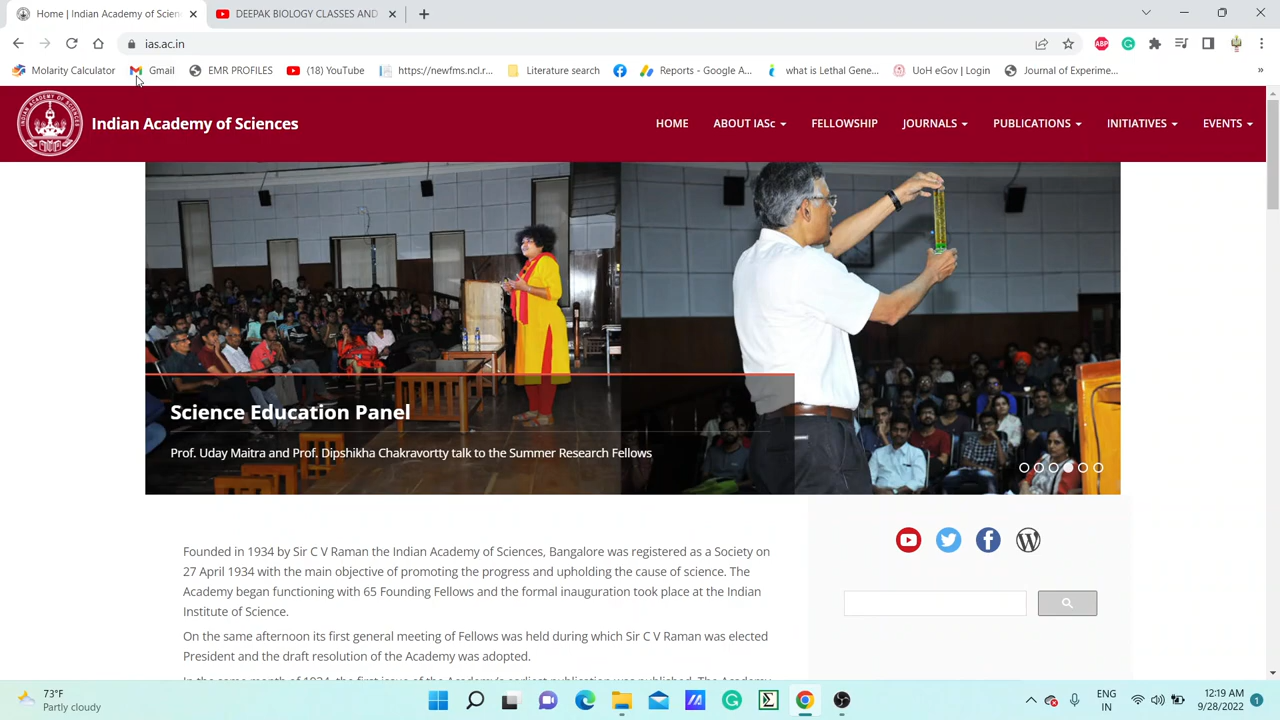 Home | Indian Academy of Scien
DEEPAK BIOLOGY CLASSES AND
ias.ac.in
ABP
Molarity Calculator
Gmail
EMR PROFILES
(18) YouTube
https://newfms.ncl.r...
Literature search
Reports - Google A...
what is Lethal Gene...
UoH eGov | Login
Journal of Experime...
»
Indian Academy of Sciences
HOME
ABOUT IASc
FELLOWSHIP
JOURNALS
PUBLICATIONS
INITIATIVES
EVENTS
Science Education Panel
Prof. Uday Maitra and Prof. Dipshikha Chakravortty talk to the Summer Research Fellows
Founded in 1934 by Sir C V Raman the Indian Academy of Sciences, Bangalore was registered as a Society on
27 April 1934 with the main objective of promoting the progress and upholding the cause of science. The
Academy began functioning with 65 Founding Fellows and the formal inauguration took place at the Indian
Institute of Science.
On the same afternoon its first general meeting of Fellows was held during which Sir C V Raman was elected
President and the draft resolution of the Academy was adopted.
73°F
Partly cloudy
ENG
IN
12:19 AM
9/28/2022
1